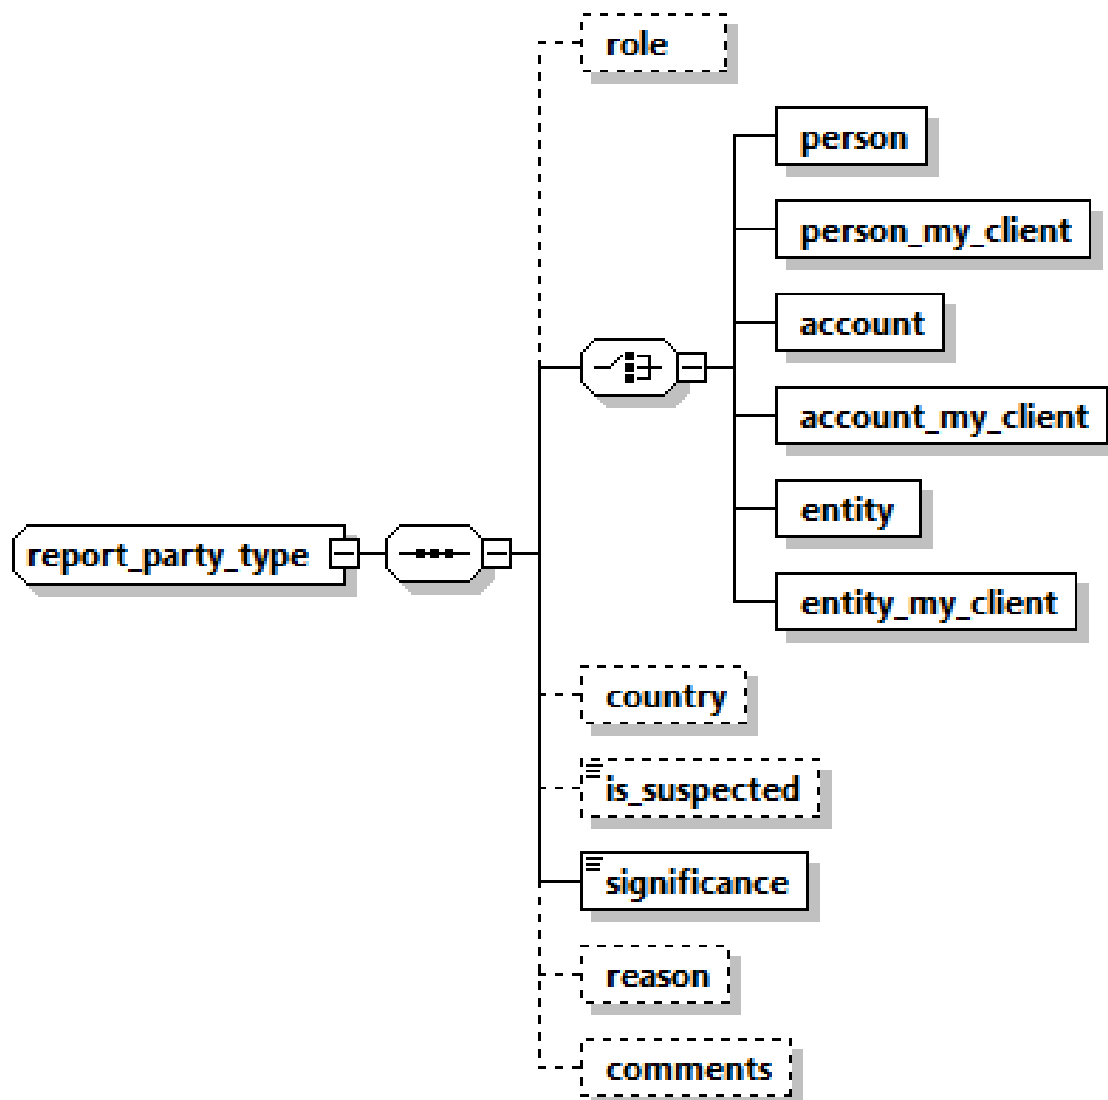 role
person
person_my_client
account
account_my_client
entity
report_party_type
entity_my_client
country
is_suspected
significance
reason
comments